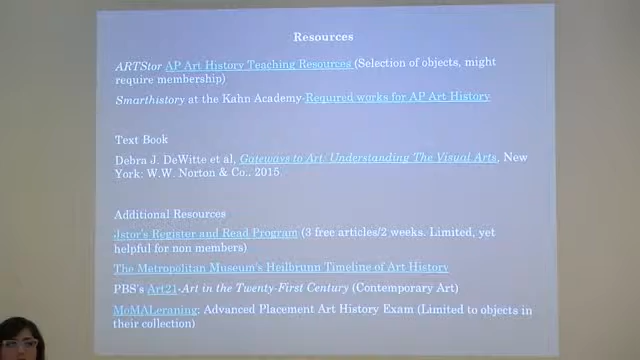 Resources
ARTStor AP Art History Teaching Resources (Selection of objects, might
require membership)
Smarthistory at the Kahn Academy-Required works for AP Art History
Text Book
Debra J. DeWitte et al, Gateways to Art: Understanding The Visual Arts, New
York: W.W. Norton & Co., 2015.
Additional Resources
Jstor's Register and Read Program (3 free articles/2 weeks. Limited, yet
helpful for non members)
The Metropolitan Museum's Heilbrunn Timeline of Art History
PBS's Art21-Art in the Twenty-First Century (Contemporary Art)
MoMALeraning: Advanced Placement Art History Exam (Limited to objects in
their collection)